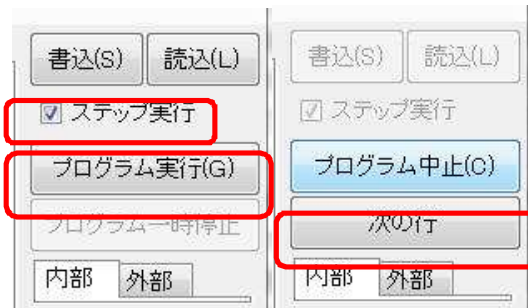 書込(S) 読込(L)
ステップ実行
プログラム実行(G)
プログラム一時停止
内部 外部
書込(S) 読込(L)
ステップ実行
プログラム中止(C)
次の行
内部 外部